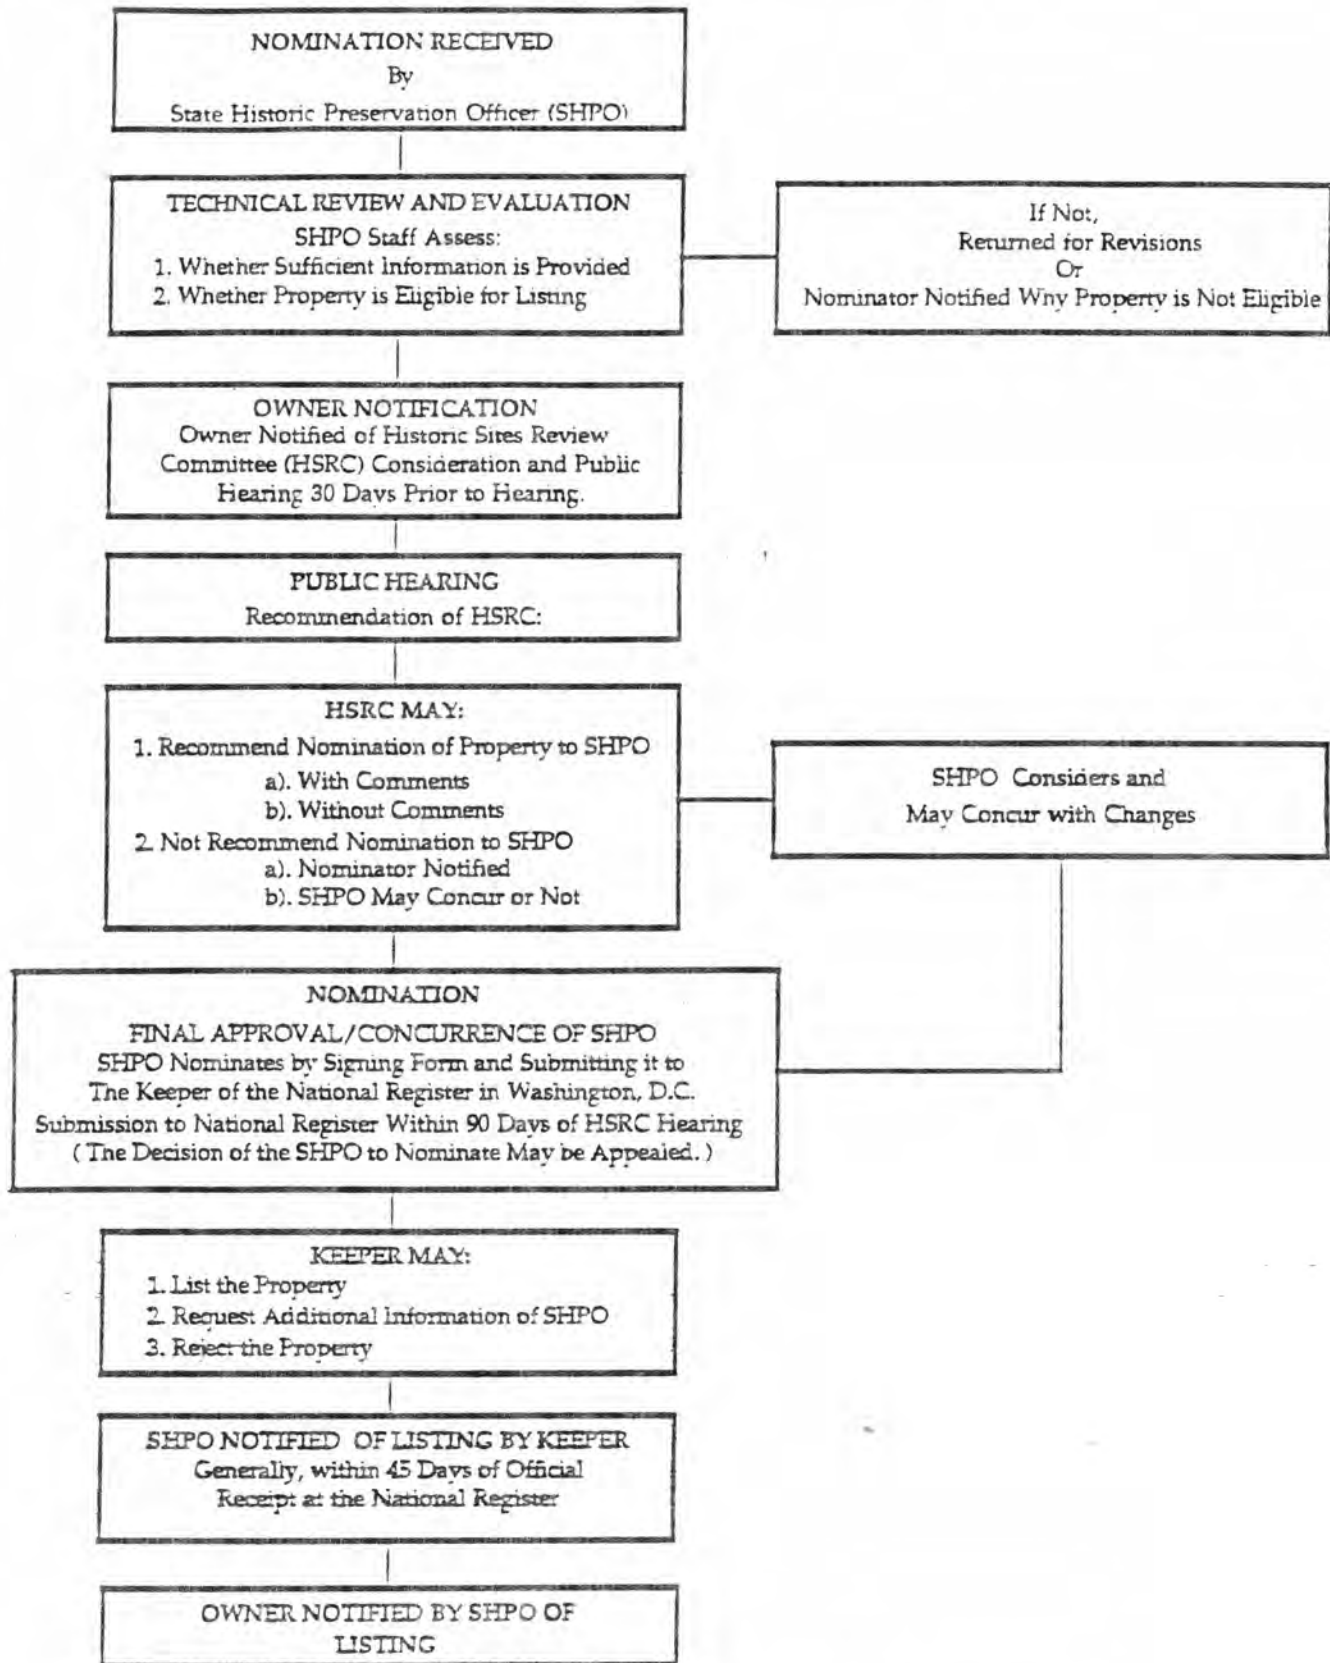 NOMINATION RECEIVED
By
State Historic Preservation Officer (SHPO)
TECHNICAL REVIEW AND EVALUATION
SHPO Staff Assess:
1. Whether Sufficient Information is Provided
2. Whether Property is Eligible for Listing
If Not,
Returned for Revisions
Or
Nominator Notified Wny Property is Not Eligible
OWNER NOTIFICATION
Owner Notified of Historic Sites Review
Committee (HSRC) Consideration and Public
Hearing 30 Days Prior to Hearing.
PUBLIC HEARING
Recommendation of HSRC:
HSRC MAY:
1. Recommend Nomination of Property to SHPO
a). With Comments
b). Without Comments
2. Not Recommend Nomination to SHPO
a). Nominator Notified
b). SHPO May Concur or Not
SHPO Considers and
May Concur with Changes
NOMINATION
FINAL APPROVAL/CONCURRENCE OF SHPO
SHPO Nominates by Signing Form and Submitting it to
The Keeper of the National Register in Washington, D.C.
Submission to National Register Within 90 Days of HSRC Hearing
( The Decision of the SHPO to Nominate May be Appealed. )
KEEPER MAY:
1. List the Property
2. Request Additional Information of SHPO
3. Reject the Property
SHPO NOTIFIED OF LISTING BY KEEPER
Generally, within 45 Days of Official
Receipt at the National Register
OWNER NOTIFIED BY SHPO OF
LISTING